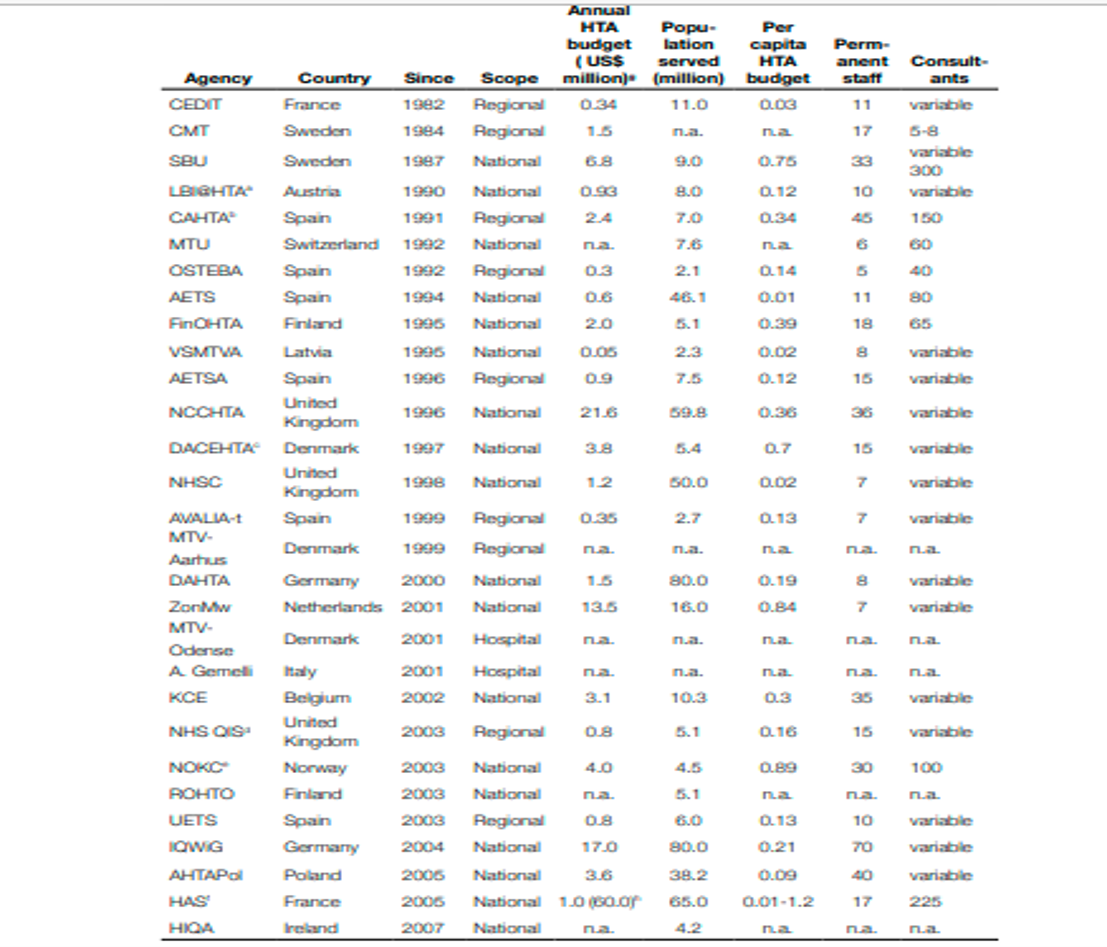 Agency Country Since Scope Annual HTA budget ( US$ million)g Popu-lation served (million) Per capita HTA budget Perm-anent staff Consult-ants
CEDIT France 1982 Regional 0.34 11.0 0.03 11 variable
CMT Sweden 1984 Regional 1.5 n.a. n.a. 17 5-8
SBU Sweden 1987 National 6.8 9.0 0.75 33 variable 300
LBI@HTAa Austria 1990 National 0.93 8.0 0.12 10 variable
CAHTAb Spain 1991 Regional 2.4 7.0 0.34 45 150
MTU Switzerland 1992 National n.a. 7.6 n.a. 6 60
OSTEBA Spain 1992 Regional 0.3 2.1 0.14 5 40
AETS Spain 1994 National 0.6 46.1 0.01 11 80
FinOHTA Finland 1995 National 2.0 5.1 0.39 18 65
VSMTVA Latvia 1995 National 0.05 2.3 0.02 8 variable
AETSA Spain 1996 Regional 0.9 7.5 0.12 15 variable
NCCHTA United Kingdom 1996 National 21.6 59.8 0.36 36 variable
DACEHTAc Denmark 1997 National 3.8 5.4 0.7 15 variable
NHSC United Kingdom 1998 National 1.2 50.0 0.02 7 variable
AVALIA-t Spain 1999 Regional 0.35 2.7 0.13 7 variable
MTV-Aarhus Denmark 1999 Regional n.a. n.a. n.a. n.a. n.a.
DAHTA Germany 2000 National 1.5 80.0 0.19 8 variable
ZonMw Netherlands 2001 National 13.5 16.0 0.84 7 variable
MTV-Odense Denmark 2001 Hospital n.a. n.a. n.a. n.a. n.a.
A. Gemelli Italy 2001 Hospital n.a. n.a. n.a. n.a. n.a.
KCE Belgium 2002 National 3.1 10.3 0.3 35 variable
NHS QISd United Kingdom 2003 Regional 0.8 5.1 0.16 15 variable
NOKCe Norway 2003 National 4.0 4.5 0.89 30 100
ROHTO Finland 2003 National n.a. 5.1 n.a. n.a. n.a.
UETS Spain 2003 Regional 0.8 6.0 0.13 10 variable
IQWiG Germany 2004 National 17.0 80.0 0.21 70 variable
AHTAPol Poland 2005 National 3.6 38.2 0.09 40 variable
HASf France 2005 National 1.0 (60.0)h 65.0 0.01-1.2 17 225
HIQA Ireland 2007 National n.a. 4.2 n.a. n.a. n.a.